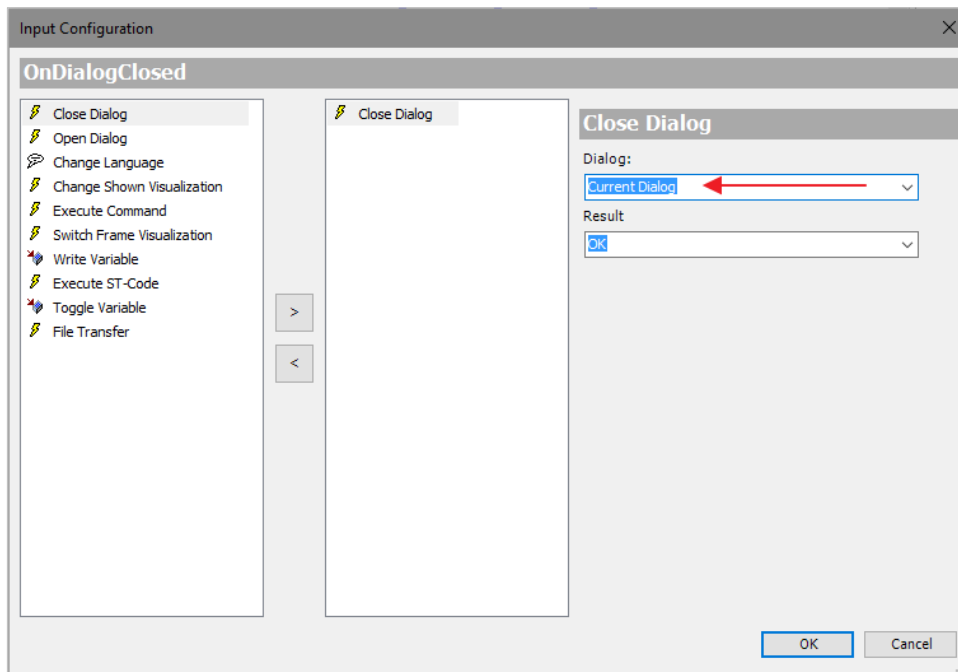 Input Configuration
OnDialogClosed
Close Dialog
Open Dialog
Change Language
Change Shown Visualization
Execute Command
Switch Frame Visualization
Write Variable
Execute ST-Code
Toggle Variable
File Transfer
>
<
Close Dialog
Close Dialog
Dialog:
Current Dialog
Result
OK
OK
Cancel